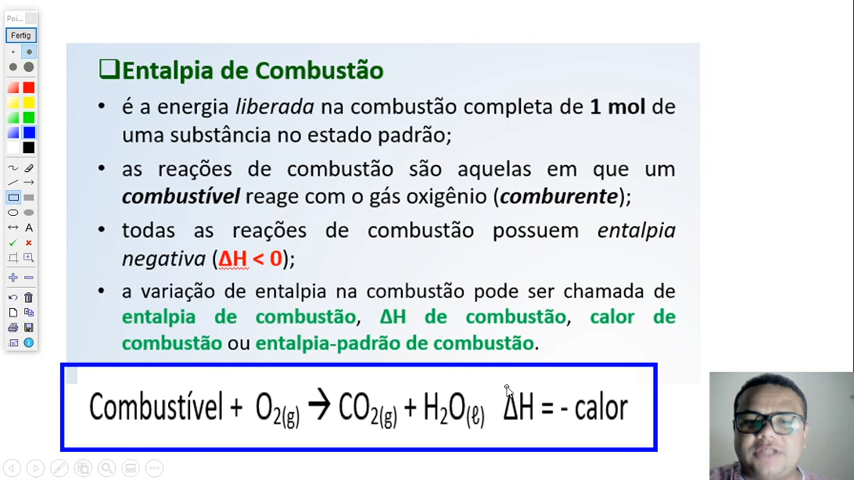 Poi...
Fertig
❑Entalpia de Combustão
• é a energia liberada na combustão completa de 1 mol de
uma substância no estado padrão;
• as reações de combustão são aquelas em que um
combustível reage com o gás oxigênio (comburente);
• todas as reações de combustão possuem entalpia
negativa (ΔH < 0);
• a variação de entalpia na combustão pode ser chamada de
entalpia de combustão, ΔH de combustão, calor de
combustão ou entalpia-padrão de combustão.
Combustível + O₂(g) → CO₂(g) + H₂O(ℓ) ΔH = - calor